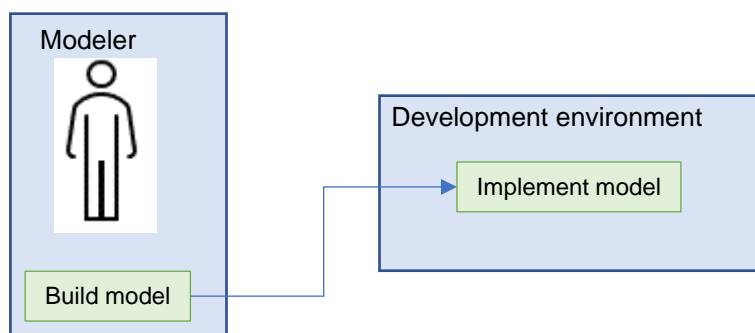 Modeler
Development environment
Implement model
Build model